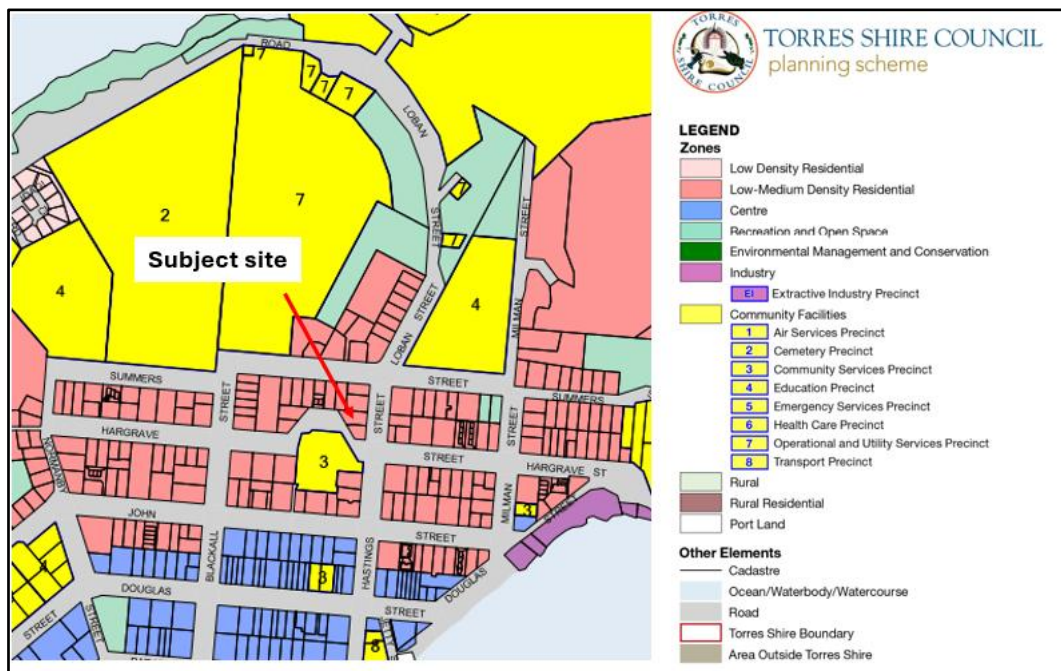 TORRES SHIRE COUNCIL
planning scheme
TORRES
SHIRE COUNCIL
LEGEND
Zones
Low Density Residential
Low-Medium Density Residential
Centre
Recreation and Open Space
Environmental Management and Conservation
Industry
EI Extractive Industry Precinct
Community Facilities
1 Air Services Precinct
2 Cemetery Precinct
3 Community Services Precinct
4 Education Precinct
5 Emergency Services Precinct
6 Health Care Precinct
7 Operational and Utility Services Precinct
8 Transport Precinct
Rural
Rural Residential
Port Land
Other Elements
Cadastre
Ocean/Waterbody/Watercourse
Road
Torres Shire Boundary
Area Outside Torres Shire
ROAD
7
7
7
7
LOBAN
STREET
2
7
STREET
Subject site
4
4
STREET
MILMAN
LOBAN
SUMMERS
STREET
SUMMERS
STREET
STREET
STREET
HARGRAVE
STREET
HARGRAVE ST
NORMANBY
3
MILMAN
3
STREET
JOHN
STREET
BLACKALL
HASTINGS
3
DOUGLAS
DOUGLAS
STREET
STREET
STREET
8